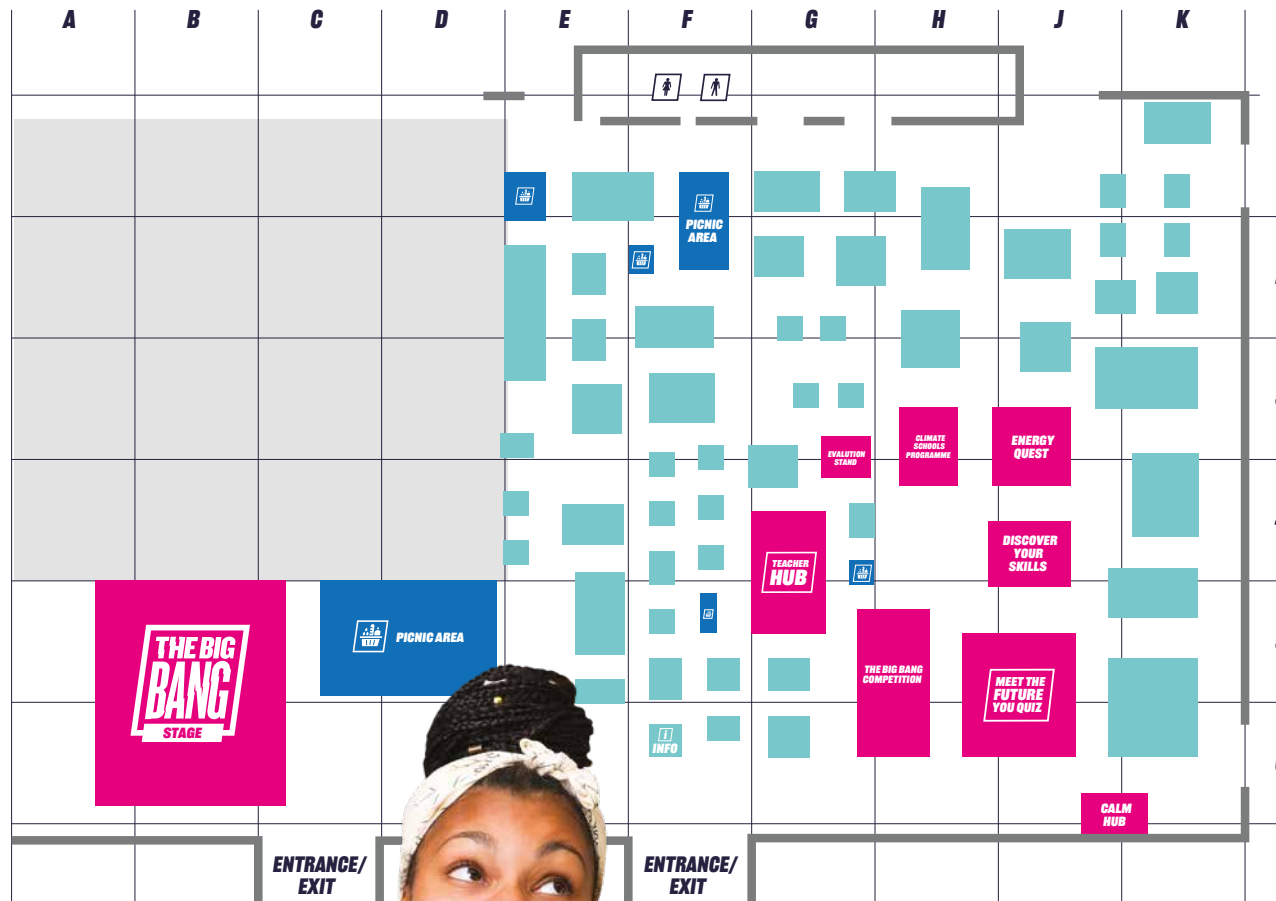 A B C D E F G H J K
PICNIC
AREA
CLIMATE
SCHOOLS
PROGRAMME
ENERGY
QUEST
EVALUTION
STAND
DISCOVER
YOUR
SKILLS
TEACHER
HUB
THE BIG
BANG
STAGE
PICNIC AREA
THE BIG BANG
COMPETITION
MEET THE
FUTURE
YOU QUIZ
i
INFO
CALM
HUB
ENTRANCE/
EXIT
ENTRANCE/
EXIT